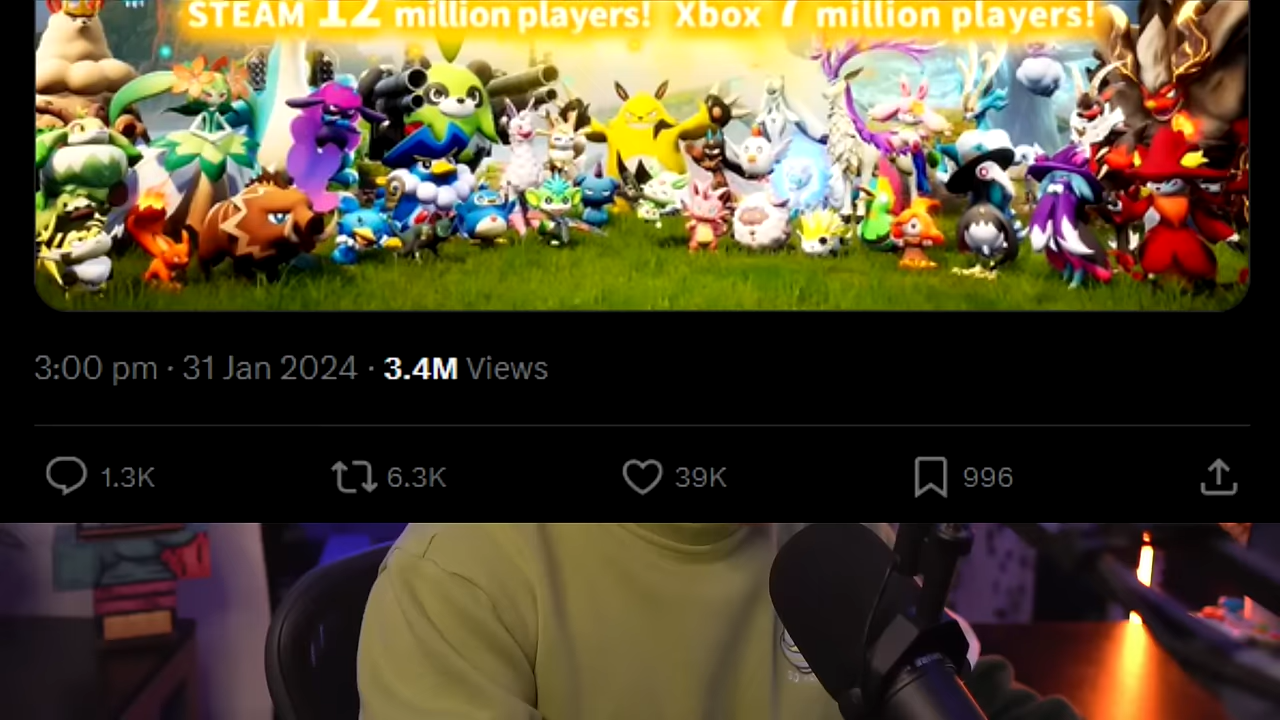 STEAM 12 million players! Xbox 7 million players!
3:00 pm · 31 Jan 2024 · 3.4M Views
1.3K 6.3K 39K 996